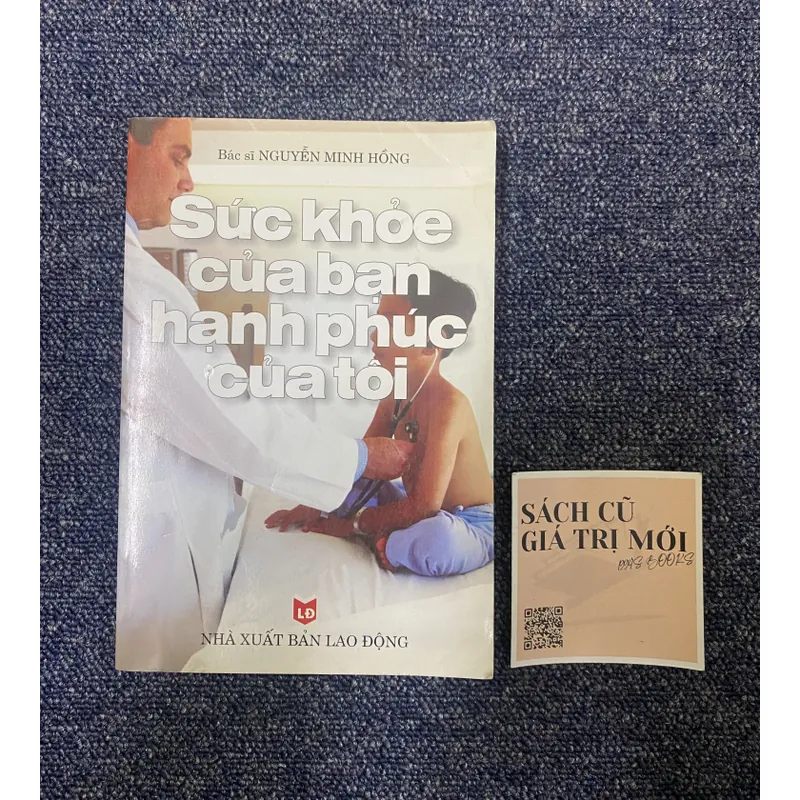 Bác sĩ NGUYỄN MINH HỒNG
Sức khỏe
của bạn
hạnh phúc
của tôi
LĐ
NHÀ XUẤT BẢN LAO ĐỘNG
SÁCH CŨ
GIÁ TRỊ MỚI
BOOKS